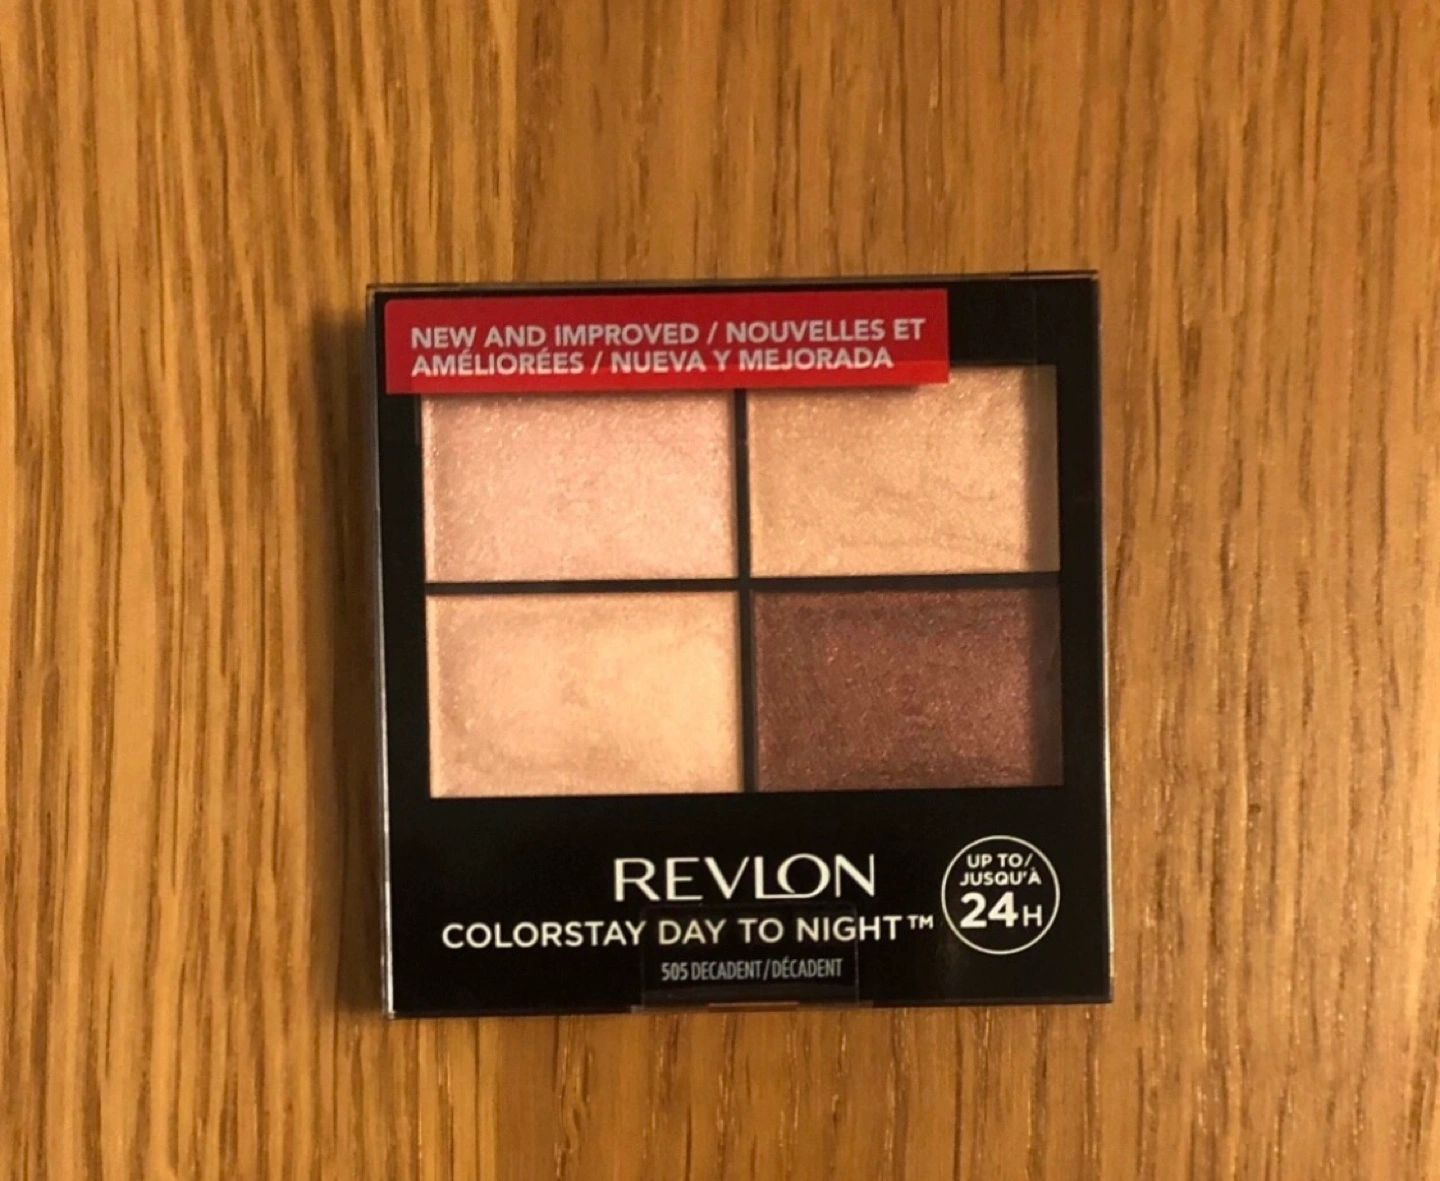 NEW AND IMPROVED / NOUVELLES ET
AMÉLIORÉES / NUEVA Y MEJORADA
REVLON
COLORSTAY DAY TO NIGHT™
505 DECADENT/DÉCADENT
UP TO/
JUSQU'À
24H